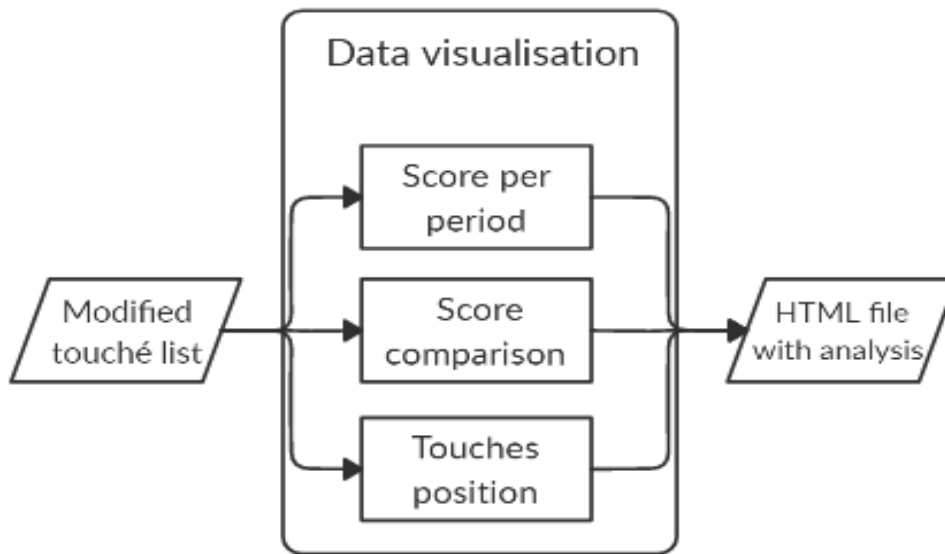 Data visualisation
Score per
period
Modified
touché list
Score
comparison
HTML file
with analysis
Touches
position